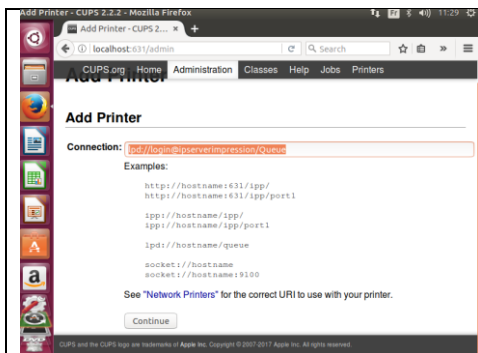 Add Printer - CUPS 2.2.2 - Mozilla Firefox
Fr
11:29
Add Printer - CUPS 2... × +
localhost:631/admin
Search
CUPS.org Home Administration Classes Help Jobs Printers
Add Printer
Add Printer
Connection: lpd://login@ipserverimpression/Queue
Examples:
http://hostname:631/ipp/
http://hostname:631/ipp/port1
ipp://hostname/ipp/
ipp://hostname/ipp/port1
lpd://hostname/queue
socket://hostname
socket://hostname:9100
See "Network Printers" for the correct URI to use with your printer.
Continue
CUPS and the CUPS logo are trademarks of Apple Inc. Copyright © 2007-2017 Apple Inc. All rights reserved.